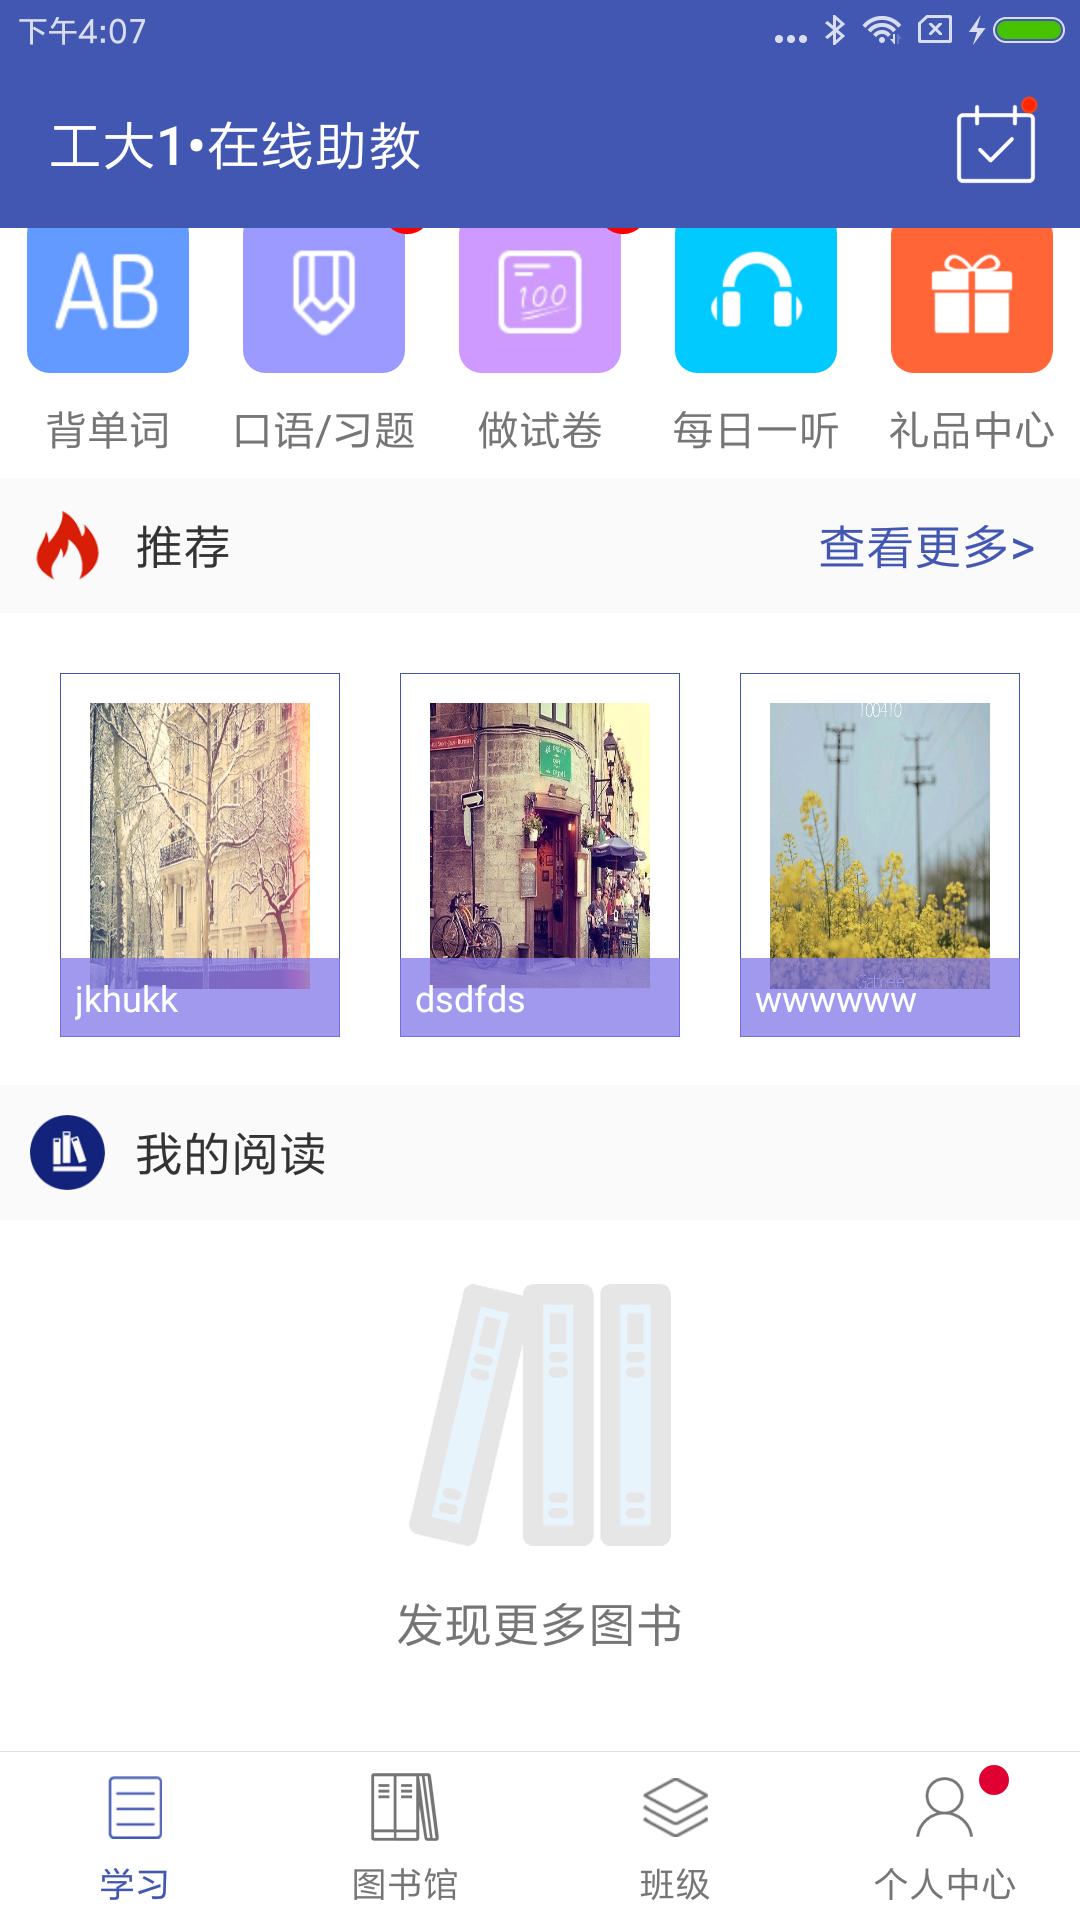 下午4:07
工大1•在线助教
AB
100
背单词 口语/习题 做试卷 每日一听 礼品中心
推荐 查看更多>
100410
jkhukk dsdfds wwwwww
我的阅读
发现更多图书
学习 图书馆 班级 个人中心